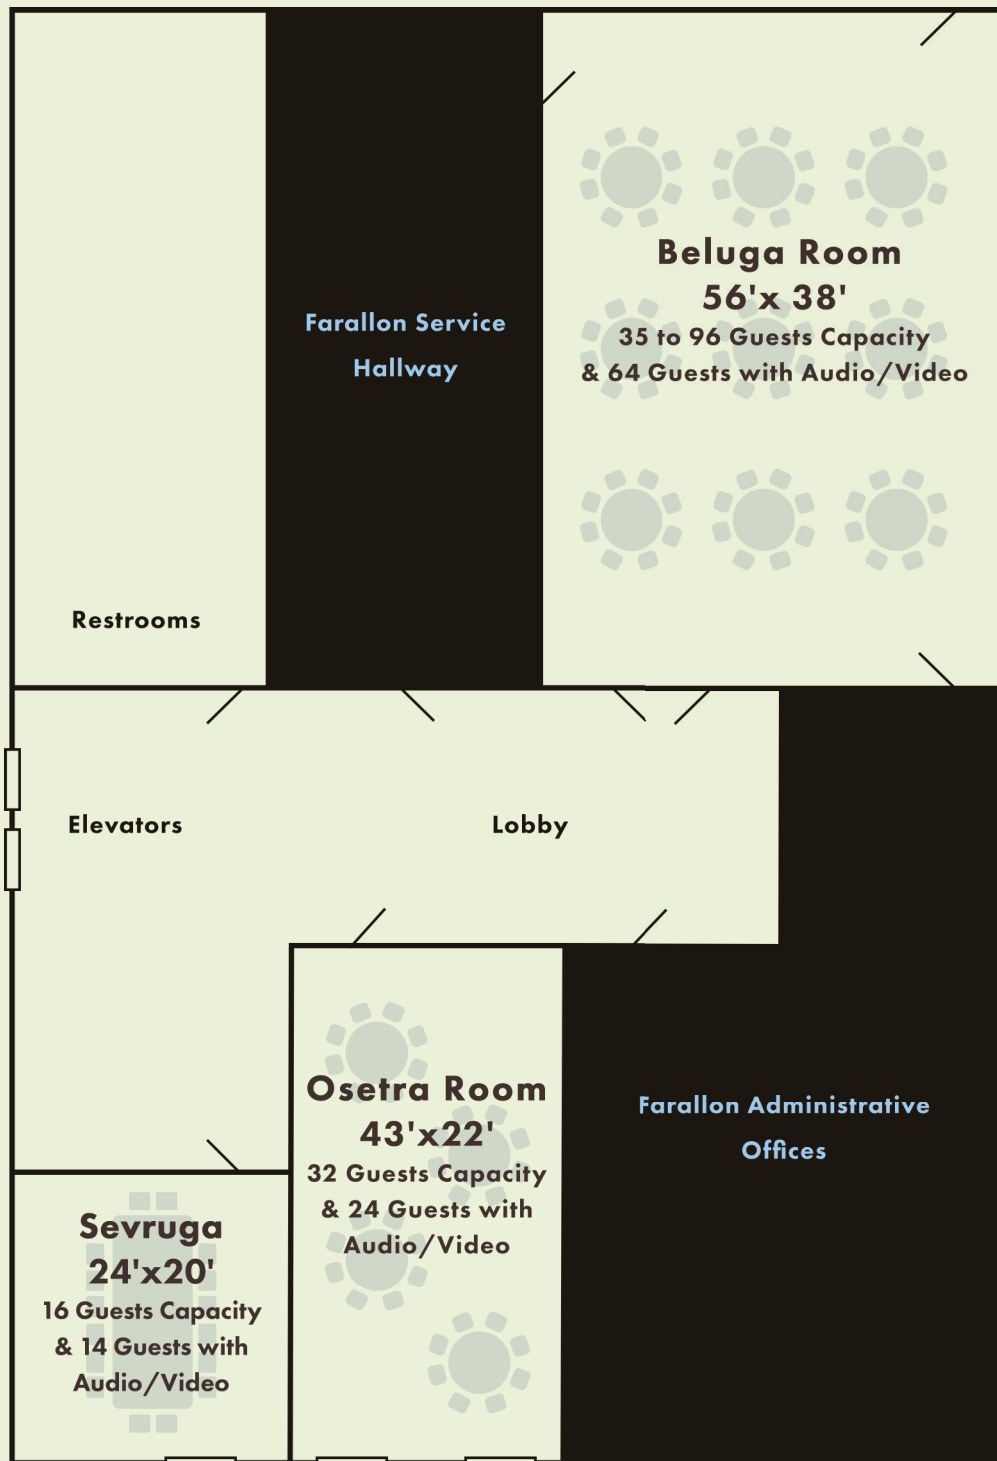 Farallon Service
Hallway
Beluga Room
56'x 38'
35 to 96 Guests Capacity
& 64 Guests with Audio/Video
Restrooms
Elevators
Lobby
Osetra Room
43'x22'
32 Guests Capacity
& 24 Guests with
Audio/Video
Farallon Administrative
Offices
Sevruga
24'x20'
16 Guests Capacity
& 14 Guests with
Audio/Video